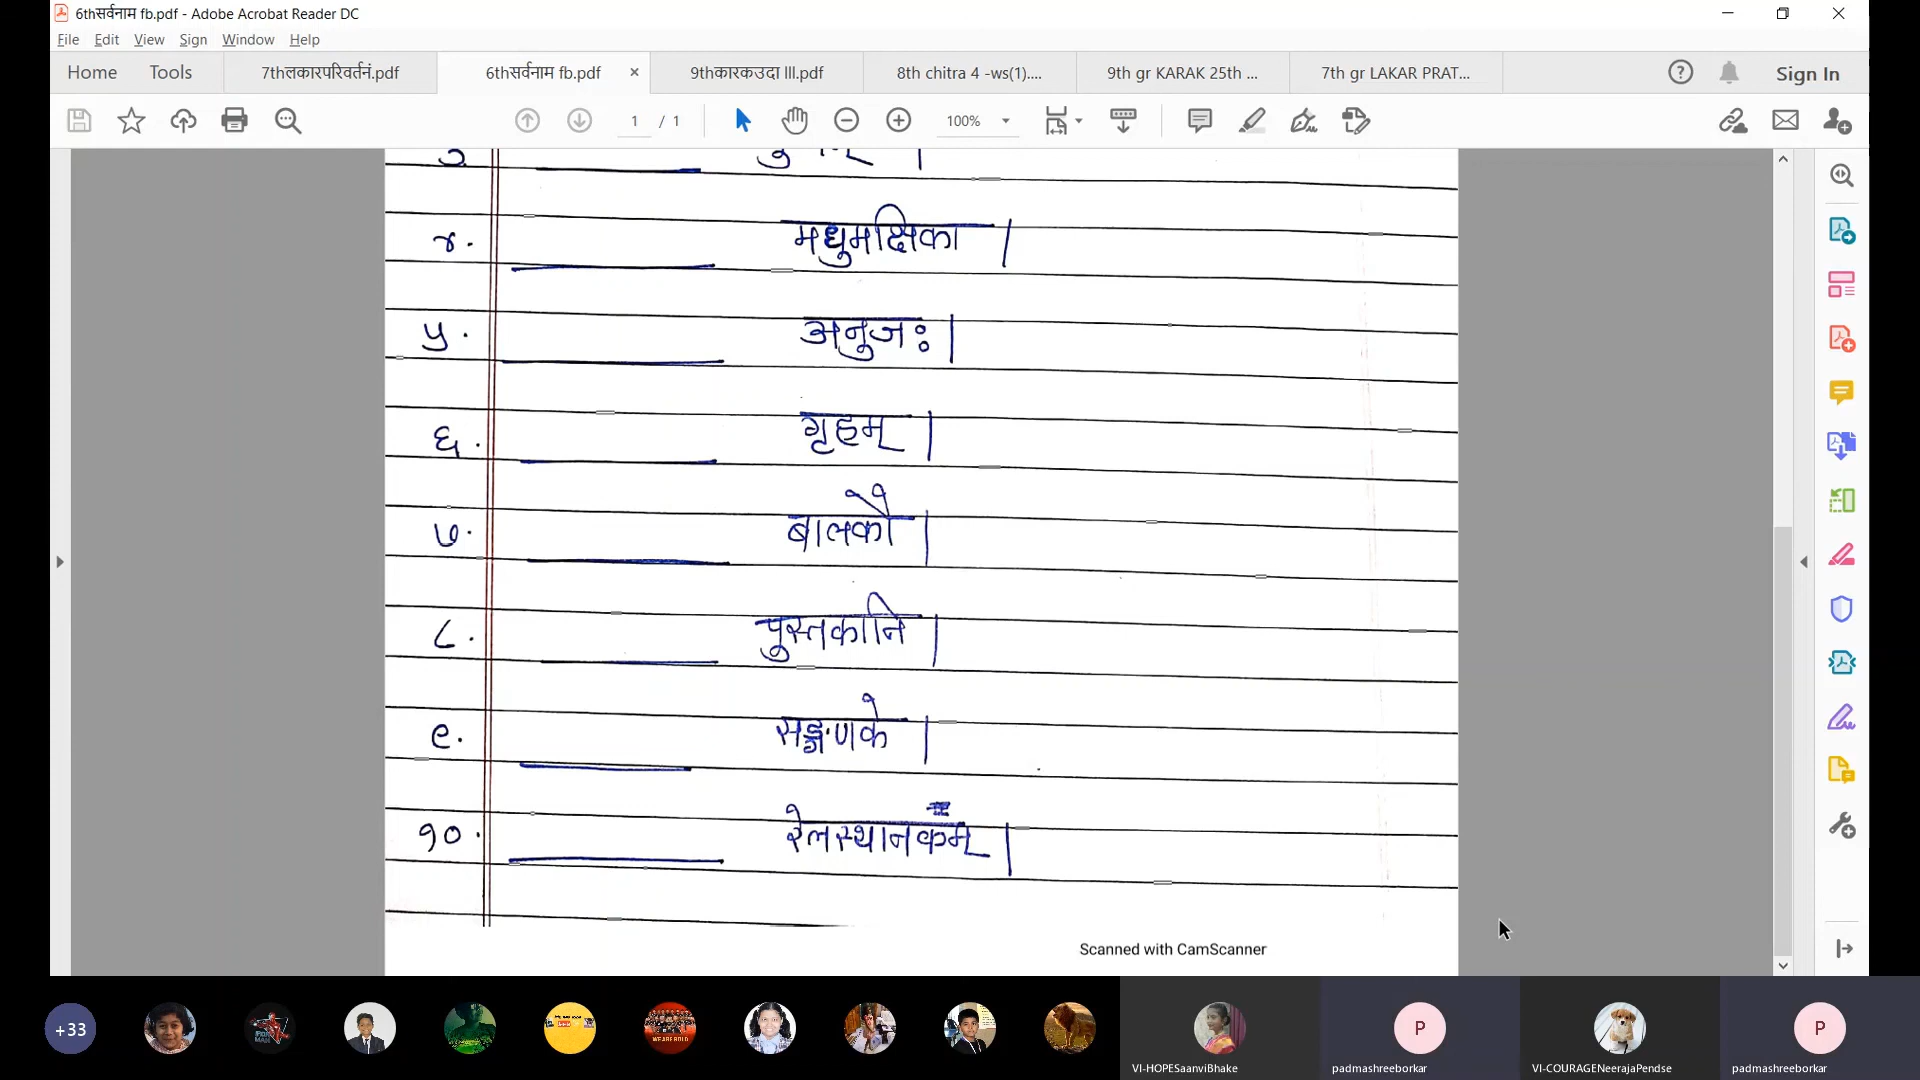 6thसर्वनाम fb.pdf - Adobe Acrobat Reader DC
File Edit View Sign Window Help
Home Tools 7thलकारपरिवर्तनं.pdf 6thसर्वनाम fb.pdf 9thकारकउदा lll.pdf 8th chitra 4 -ws(1).... 9th gr KARAK 25th ... 7th gr LAKAR PRAT... Sign In
1 / 1 100%
४. मधुमक्षिका |
५. अनुजः |
६. गृहम् |
७. बालकौ |
८. पुस्तकानि |
९. सङ्गणके |
१०. रेलस्थानकम् |
Scanned with CamScanner
+33
P P
VI-HOPESaanviBhake padmashreeborkar VI-COURAGENeerajaPendse padmashreeborkar